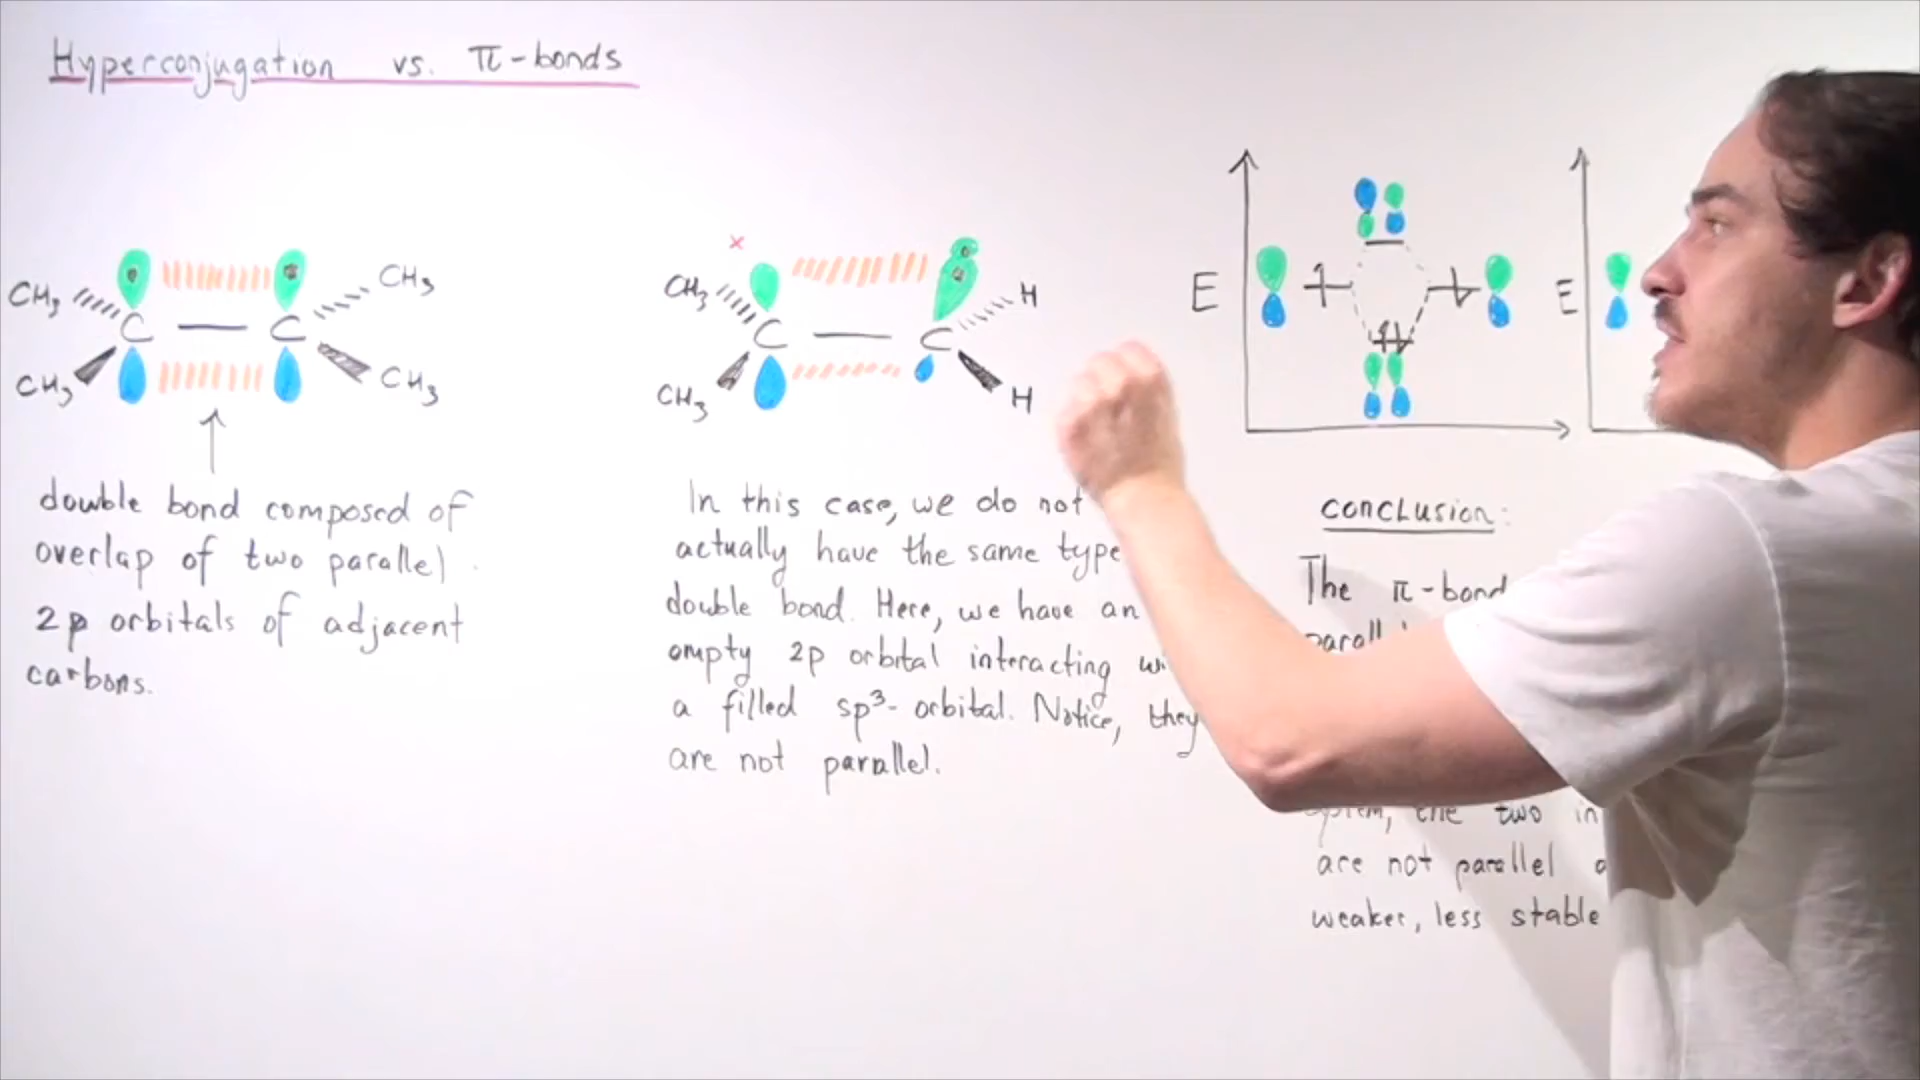 Hyperconjugation vs. π-bonds
CH3
C
C
CH3
CH3
CH3
double bond composed of
overlap of two parallel
2p orbitals of adjacent
carbons.
x
CH3
C
C
H
CH3
H
In this case, we do not
actually have the same type
double bond. Here, we have an
empty 2p orbital interacting
a filled sp3-orbital. Notice, they
are not parallel.
E
E
conclusion:
The π-bond
the two
are not parallel
weaker, less stable